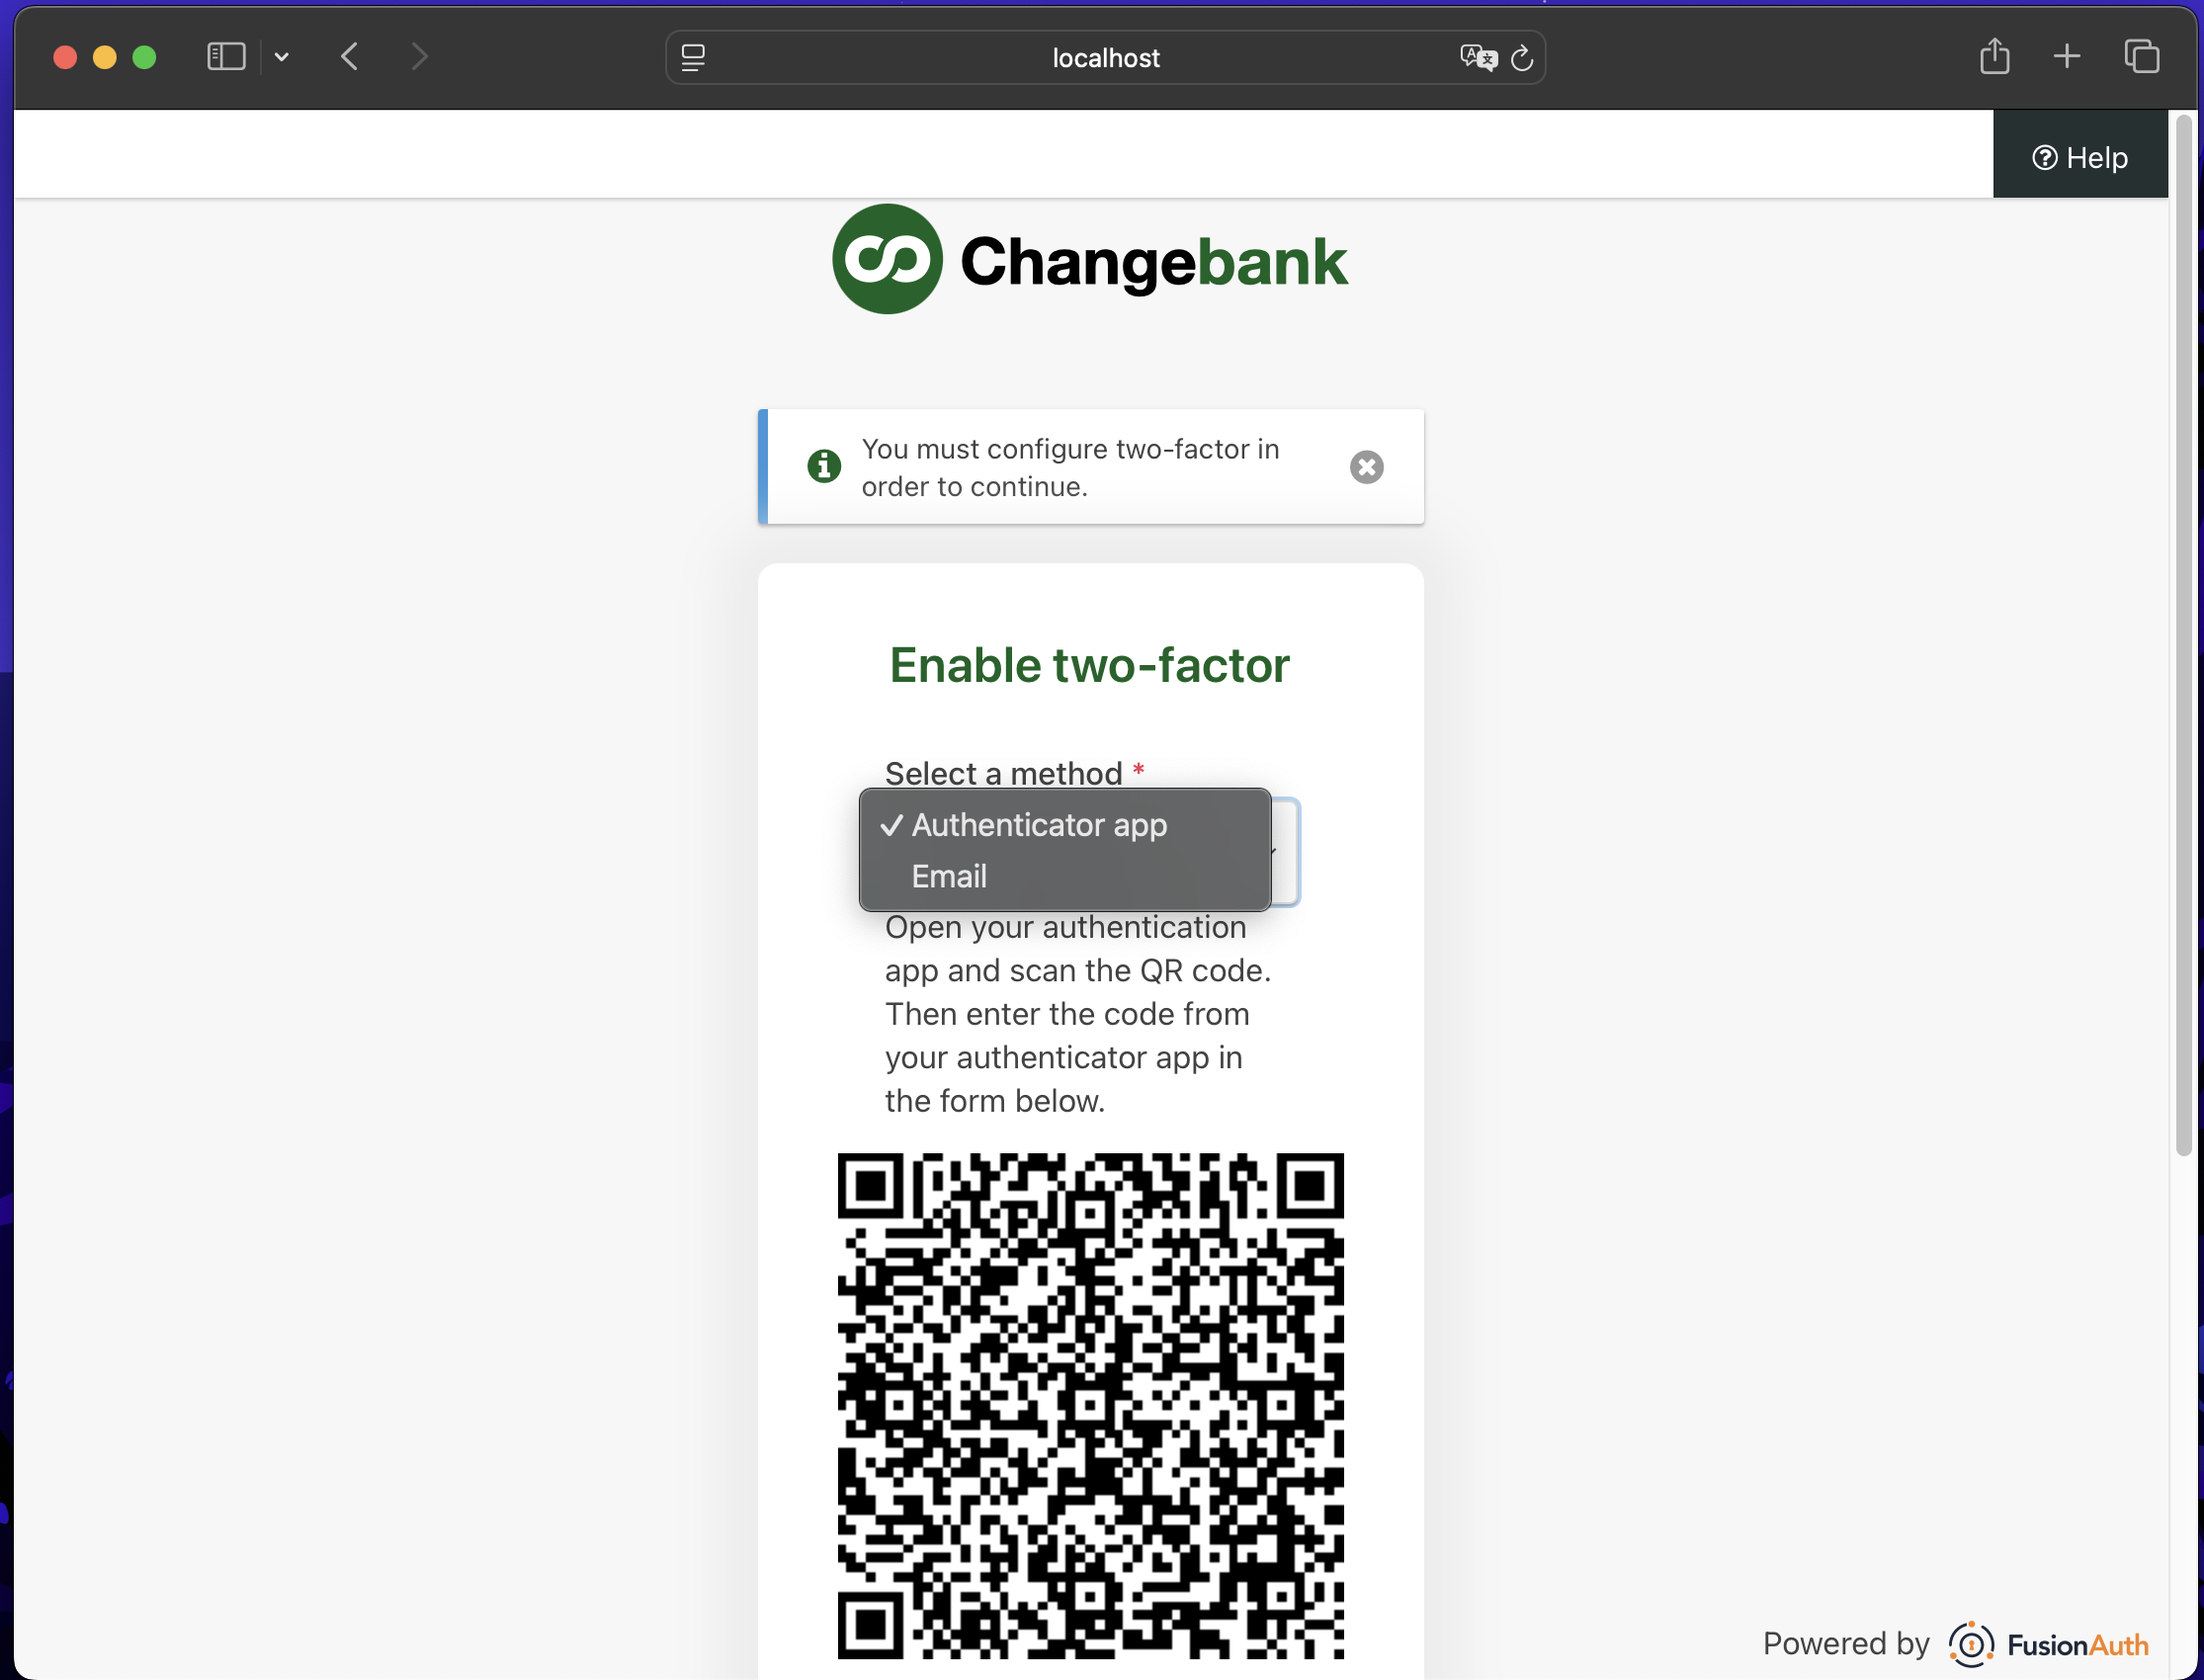 localhost
Help
Changebank
You must configure two-factor in
order to continue.
Enable two-factor
Select a method *
Authenticator app
Email
Open your authentication
app and scan the QR code.
Then enter the code from
your authenticator app in
the form below.
Powered by FusionAuth